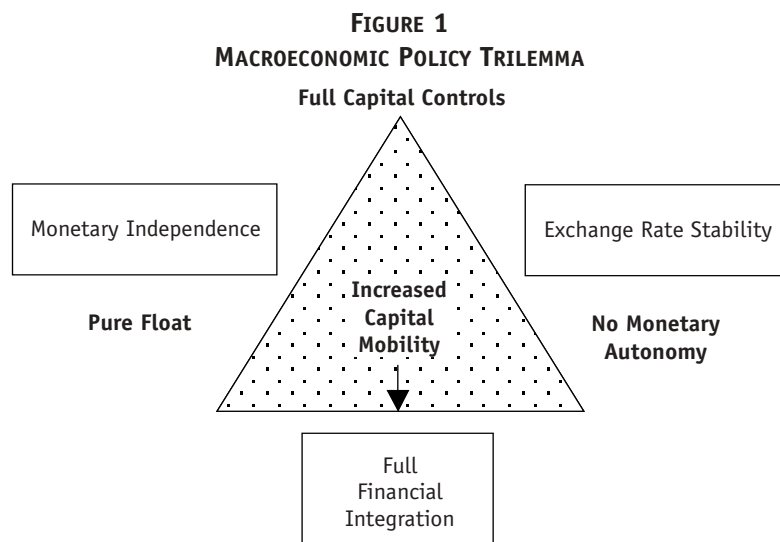 FIGURE 1
MACROECONOMIC POLICY TRILEMMA
Full Capital Controls
Monetary Independence
Exchange Rate Stability
Increased
Capital
Mobility
Pure Float
No Monetary
Autonomy
Full
Financial
Integration